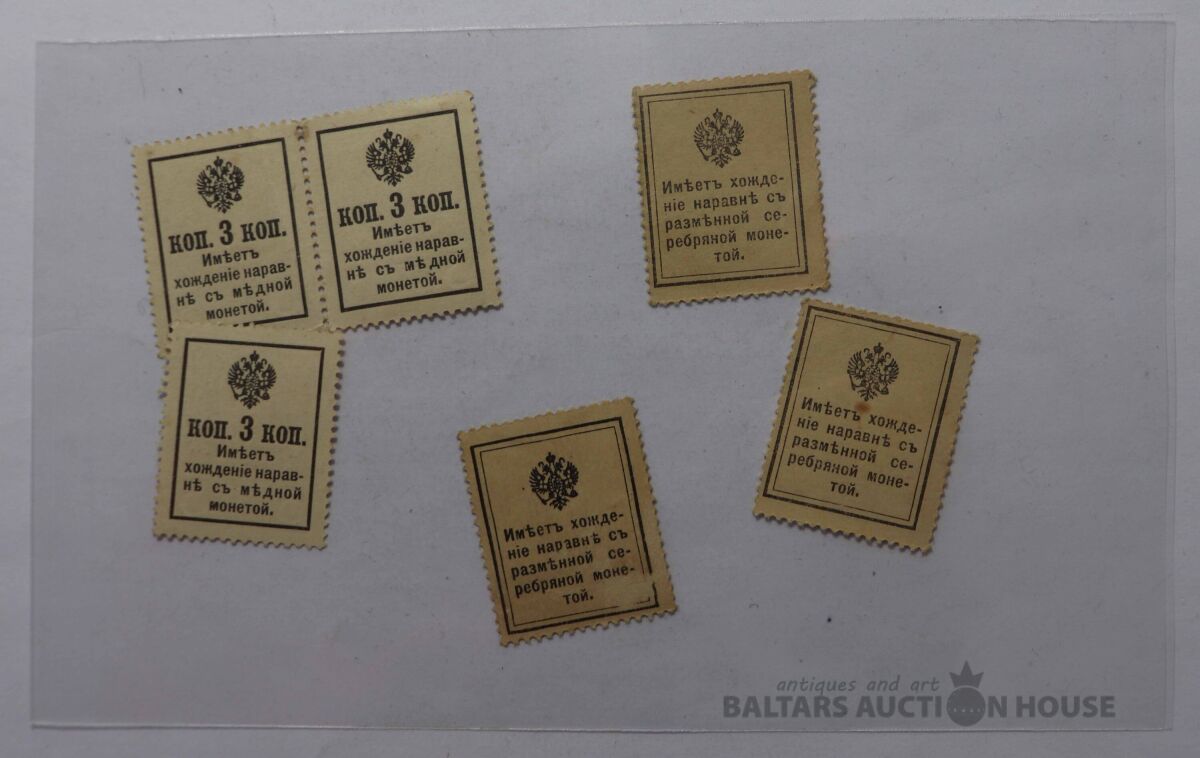 коп. 3 коп.
Имѣетъ
хожденіе нарав-
нѣ съ мѣдной
монетой.
коп. 3 коп.
Имѣетъ
хожденіе нарав-
нѣ съ мѣдной
монетой.
Имѣетъ хожде-
ніе наравнѣ съ
размѣнной се-
ребряной моне-
той.
коп. 3 коп.
Имѣетъ
хожденіе нарав-
нѣ съ мѣдной
монетой.
Имѣетъ хожде-
ніе наравнѣ съ
размѣнной се-
ребряной моне-
той.
Имѣетъ хожде-
ніе наравнѣ съ
размѣнной се-
ребряной моне-
той.
antiques and art
BALTARS AUCTION HOUSE